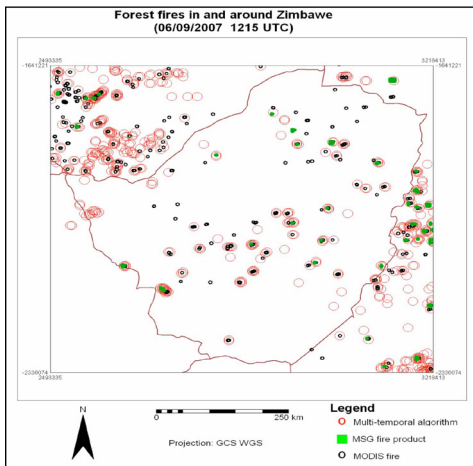 Forest fires in and around Zimbawe
(06/09/2007 1215 UTC)
2493335
3219413
-1641221
-1641221
-2330074
-2330074
2493335
3219413
N
0
250 km
Projection: GCS WGS
Legend
Multi-temporal algorithm
MSG fire product
MODIS fire